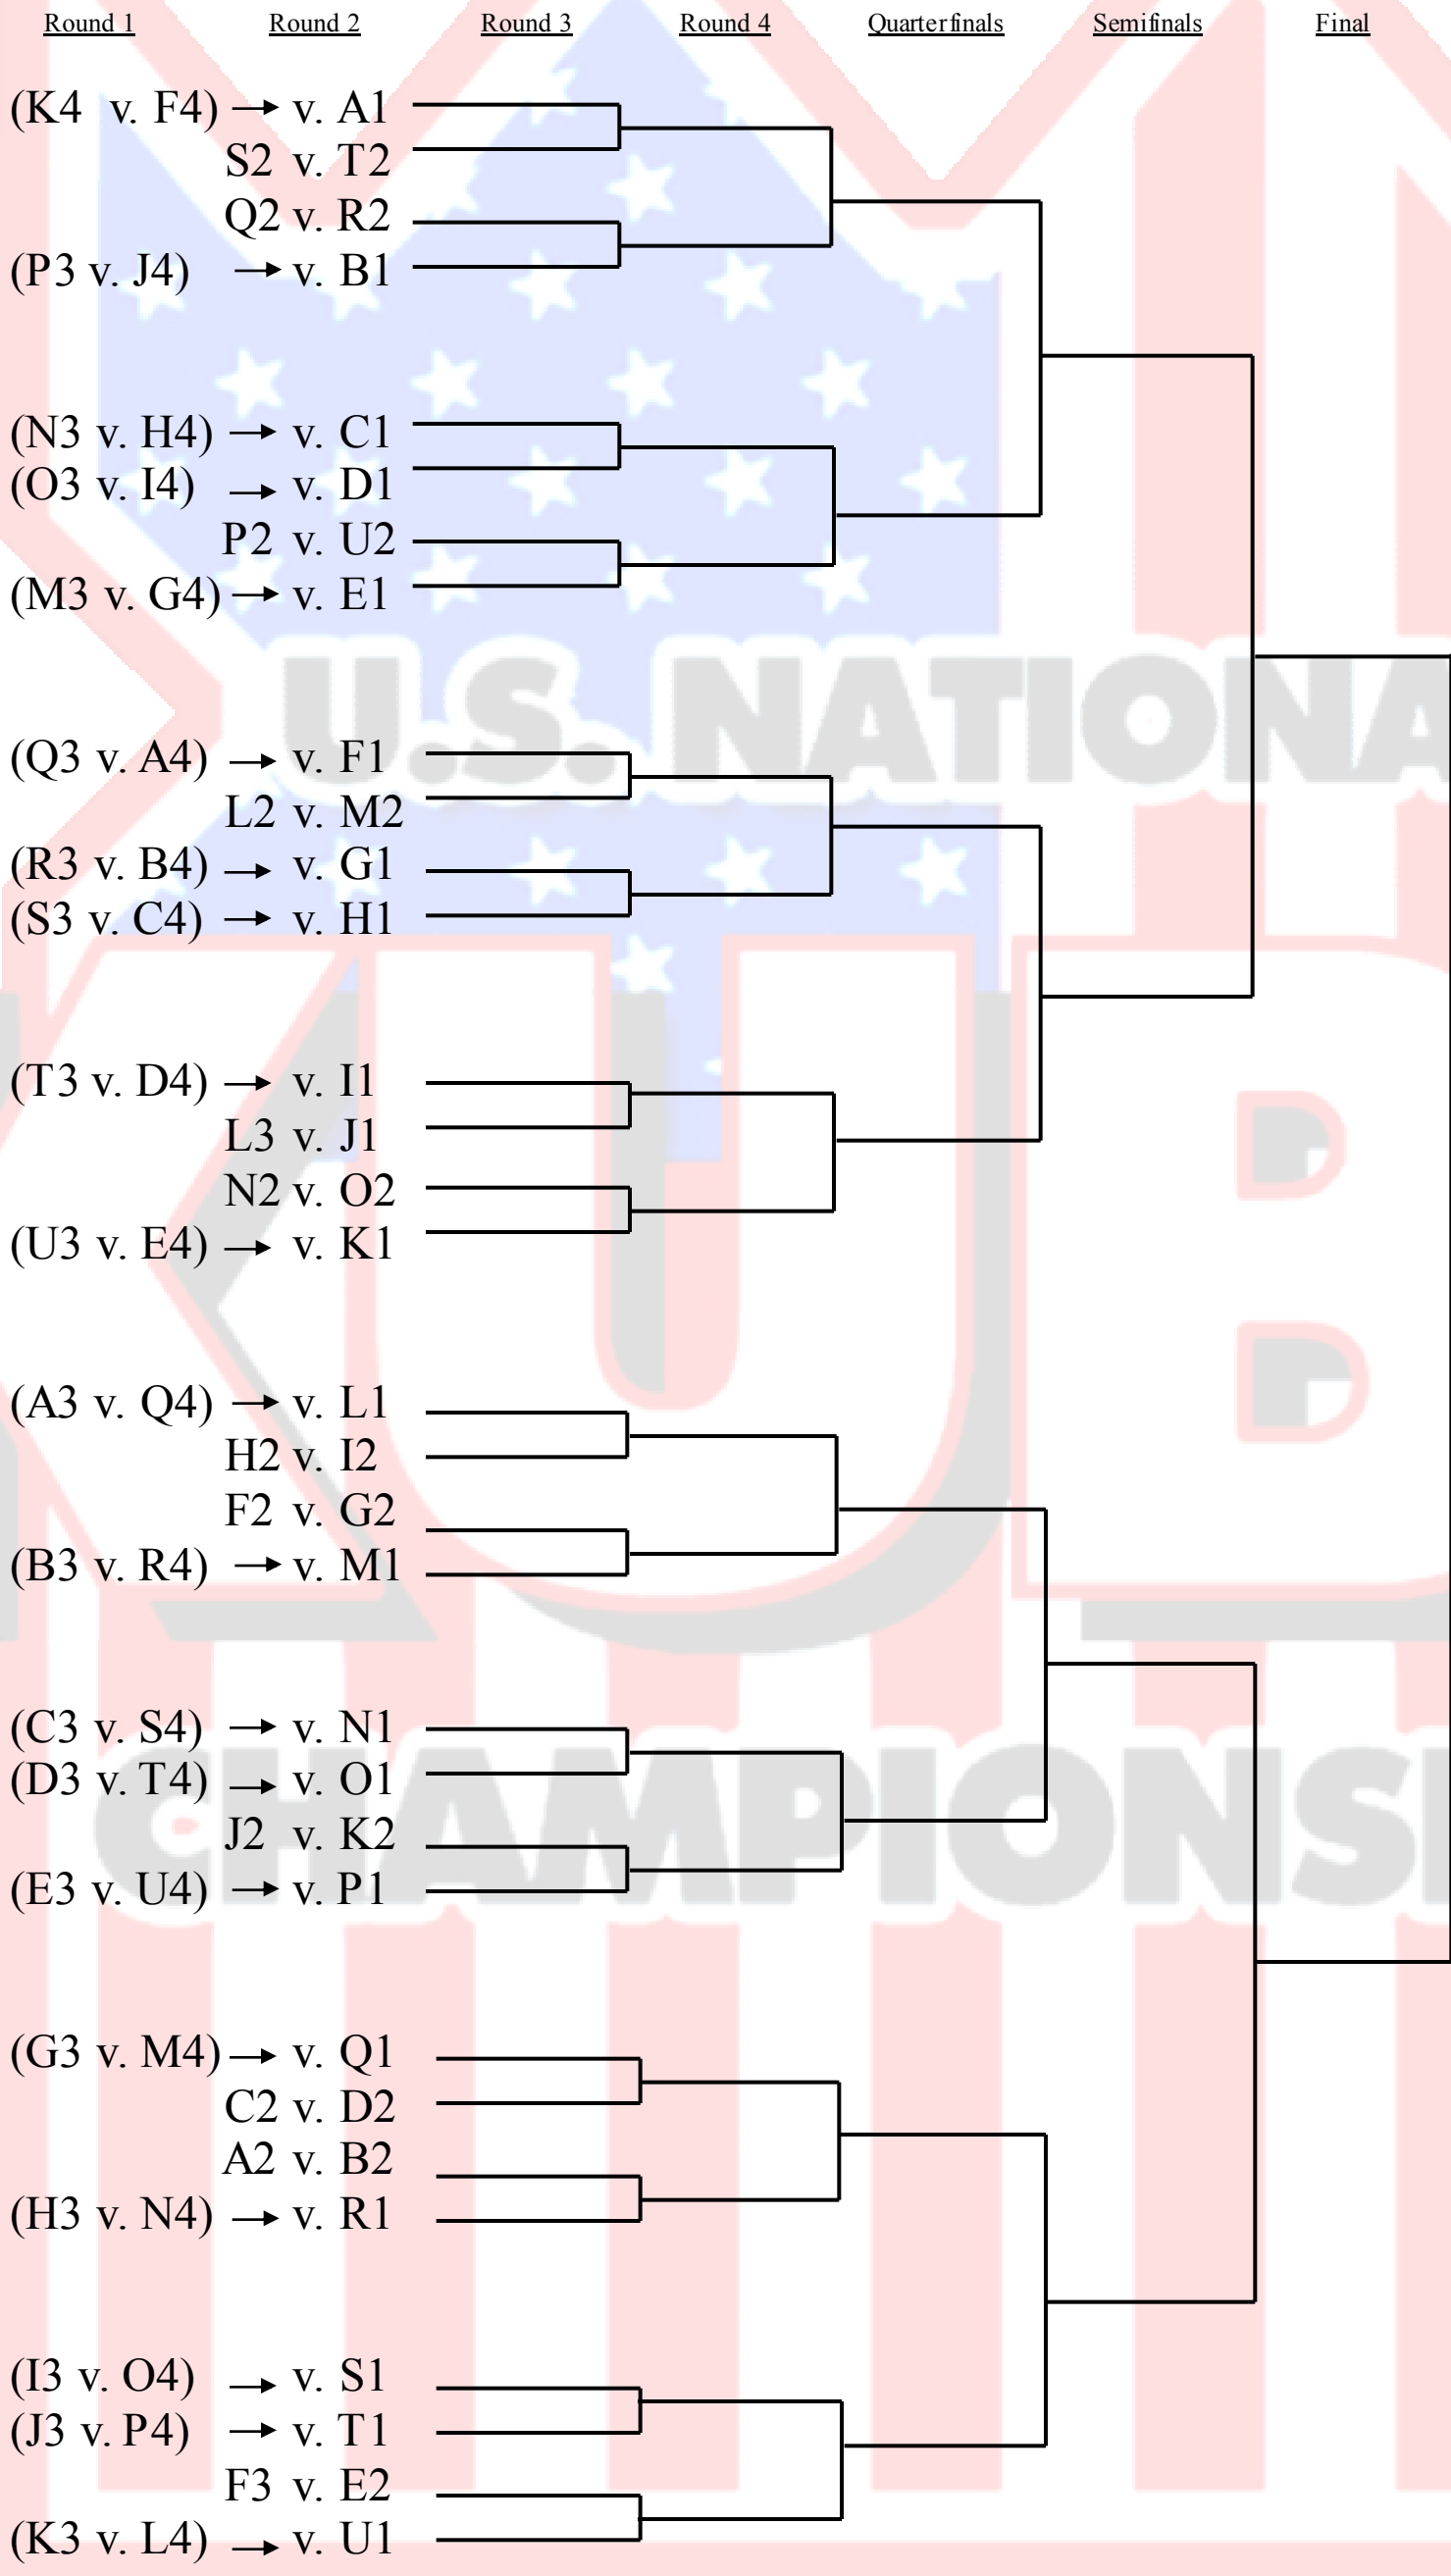 Round 1 Round 2 Round 3 Round 4 Quarterfinals Semifinals Final
(K4 v. F4) → v. A1
S2 v. T2
Q2 v. R2
(P3 v. J4) → v. B1
(N3 v. H4) → v. C1
(O3 v. I4) → v. D1
P2 v. U2
(M3 v. G4) → v. E1
U.S. NATIONA
(Q3 v. A4) → v. F1
L2 v. M2
(R3 v. B4) → v. G1
(S3 v. C4) → v. H1
KUB
(T3 v. D4) → v. I1
L3 v. J1
N2 v. O2
(U3 v. E4) → v. K1
(A3 v. Q4) → v. L1
H2 v. I2
F2 v. G2
(B3 v. R4) → v. M1
(C3 v. S4) → v. N1
(D3 v. T4) → v. O1
CHAMPIONS
J2 v. K2
(E3 v. U4) → v. P1
(G3 v. M4) → v. Q1
C2 v. D2
A2 v. B2
(H3 v. N4) → v. R1
(I3 v. O4) → v. S1
(J3 v. P4) → v. T1
F3 v. E2
(K3 v. L4) → v. U1